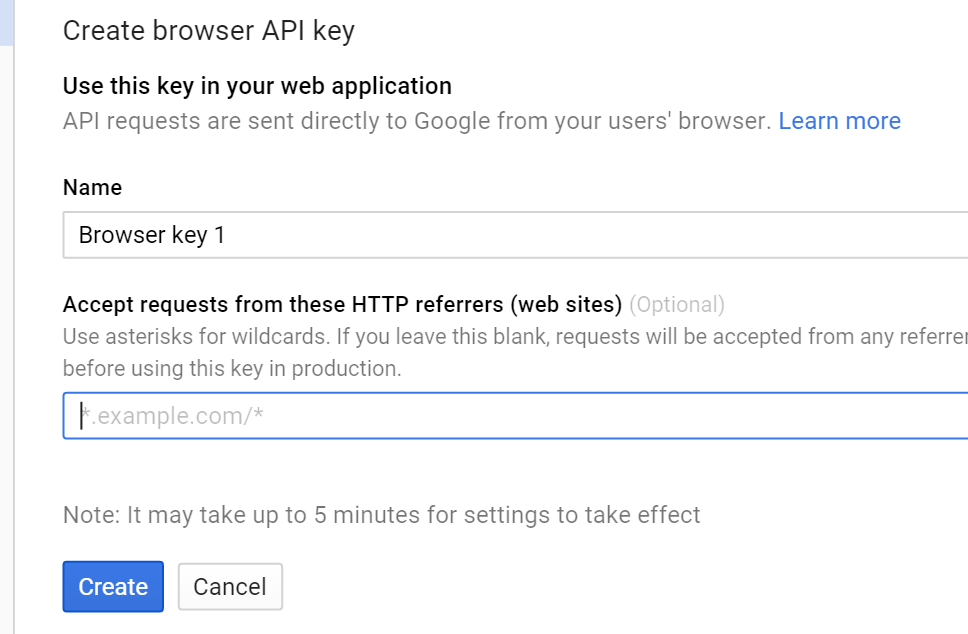 Create browser API key
Use this key in your web application
API requests are sent directly to Google from your users' browser. Learn more
Name
Browser key 1
Accept requests from these HTTP referrers (web sites) (Optional)
Use asterisks for wildcards. If you leave this blank, requests will be accepted from any referrer
before using this key in production.
*.example.com/*
Note: It may take up to 5 minutes for settings to take effect
Create Cancel